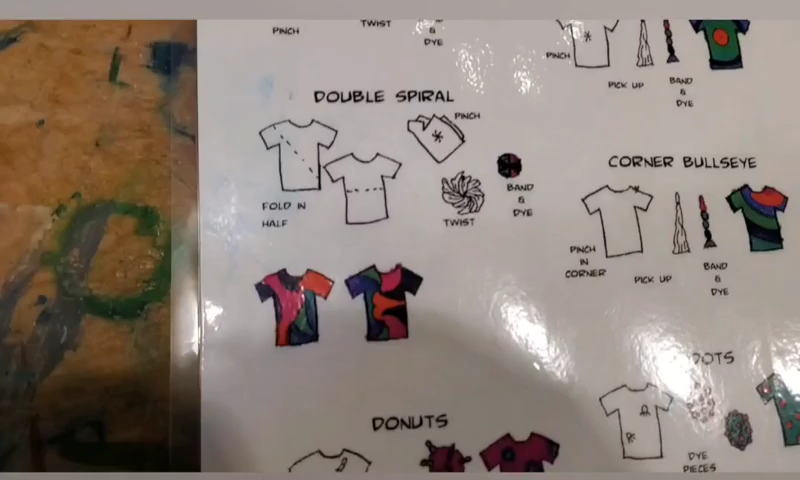 PINCH
TWIST
&
DYE
PINCH
PICK UP
BAND
&
DYE
DOUBLE SPIRAL
PINCH
FOLD IN
HALF
TWIST
BAND
&
DYE
CORNER BULLSEYE
PINCH
IN
CORNER
PICK UP
BAND
&
DYE
DONUTS
DOTS
DYE
PIECES